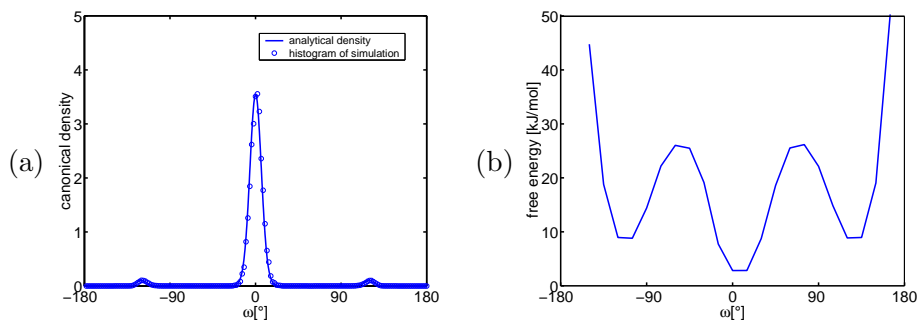 (a)
canonical density
5
4
3
2
1
0
analytical density
histogram of simulation
−180
−90
0
90
180
ω[°]
(b)
free energy [kJ/mol]
50
40
30
20
10
0
−180
−90
0
90
180
ω[°]